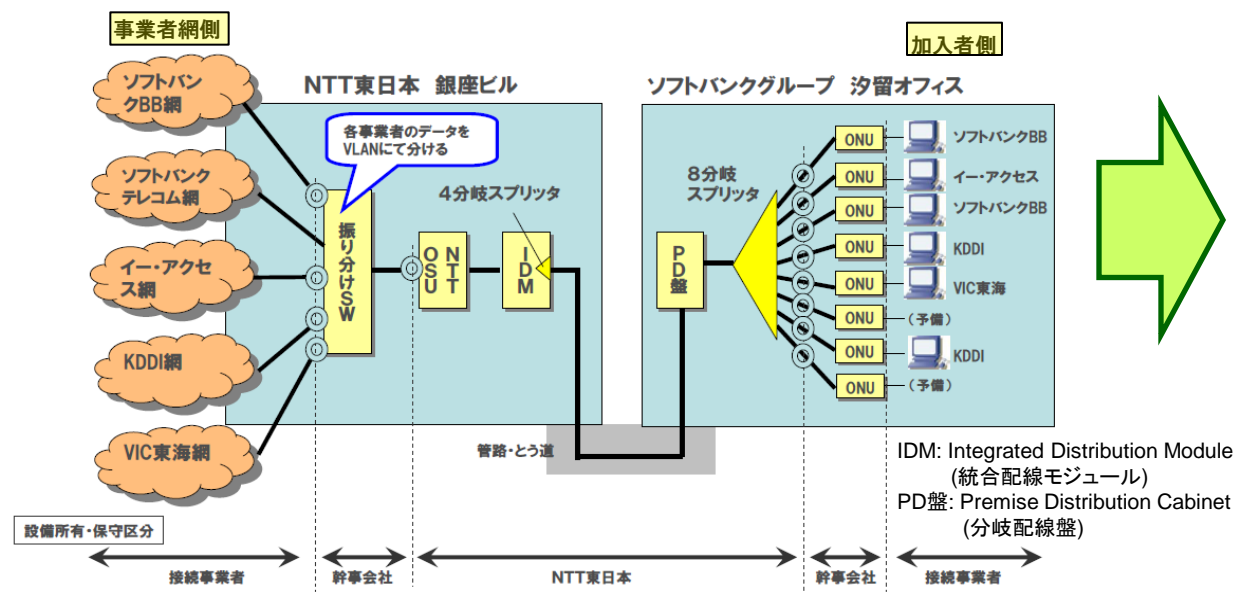 事業者網側
加入者側
ソフトバン
クBB網
ソフトバンク
テレコム網
イー・アクセ
ス網
KDDI網
VIC東海網
NTT東日本 銀座ビル
各事業者のデータを
VLANにて分ける
振り分けSW
4分岐スプリッタ
NTT
OSU
IDM
管路・とう道
ソフトバンクグループ 汐留オフィス
8分岐
スプリッタ
PD盤
ONU
ソフトバンクBB
ONU
イー・アクセス
ONU
ソフトバンクBB
ONU
KDDI
ONU
VIC東海
ONU
(予備)
ONU
KDDI
ONU
(予備)
IDM: Integrated Distribution Module
(統合配線モジュール)
PD盤: Premise Distribution Cabinet
(分岐配線盤)
設備所有・保守区分
接続事業者
幹事会社
NTT東日本
幹事会社
接続事業者